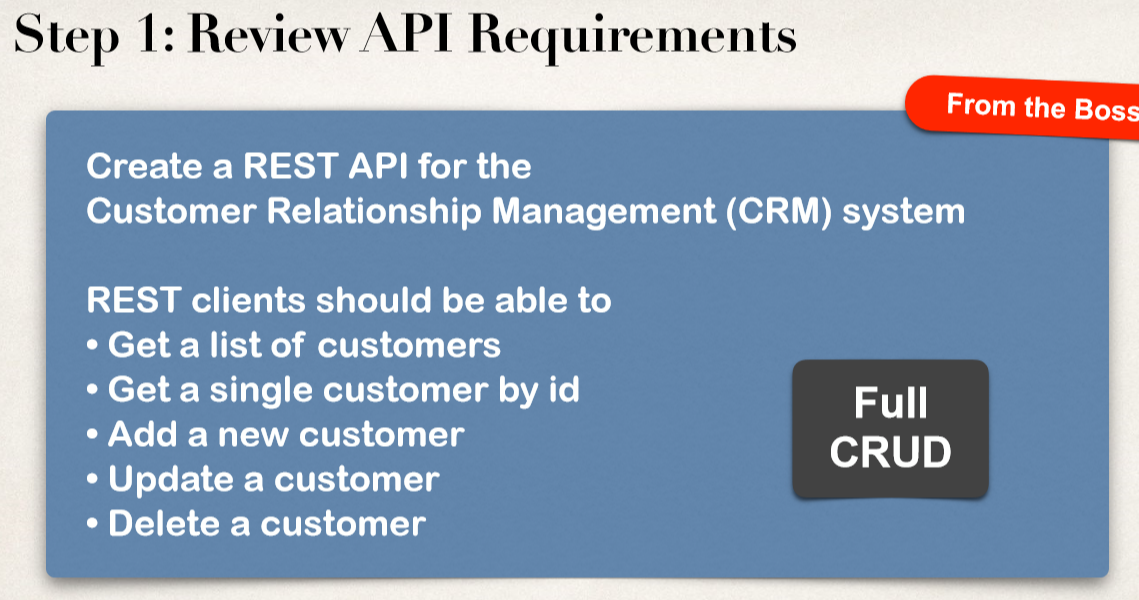 Step 1: Review API Requirements
From the Boss
Create a REST API for the
Customer Relationship Management (CRM) system
REST clients should be able to
• Get a list of customers
• Get a single customer by id
• Add a new customer
• Update a customer
• Delete a customer
Full
CRUD